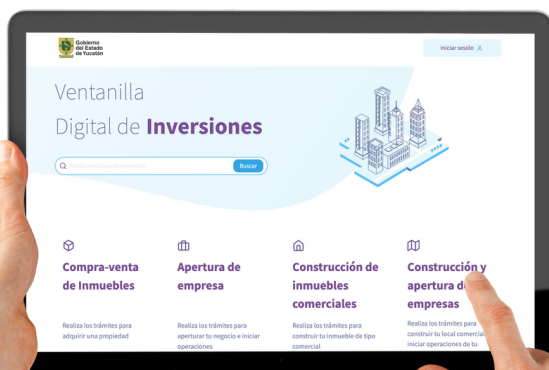 Gobierno
del Estado
de Yucatán
Iniciar sesión
Ventanilla
Digital de Inversiones
Buscar
Compra-venta
de Inmuebles
Realiza los trámites para
adquirir una propiedad
Apertura de
empresa
Realiza los trámites para
aperturar tu negocio e iniciar
operaciones
Construcción de
inmuebles
comerciales
Realiza los trámites para
construir tu inmueble de tipo
comercial
Construcción y
apertura de
empresas
Realiza los trámites para
construir tu local comercial
iniciar operaciones de tu